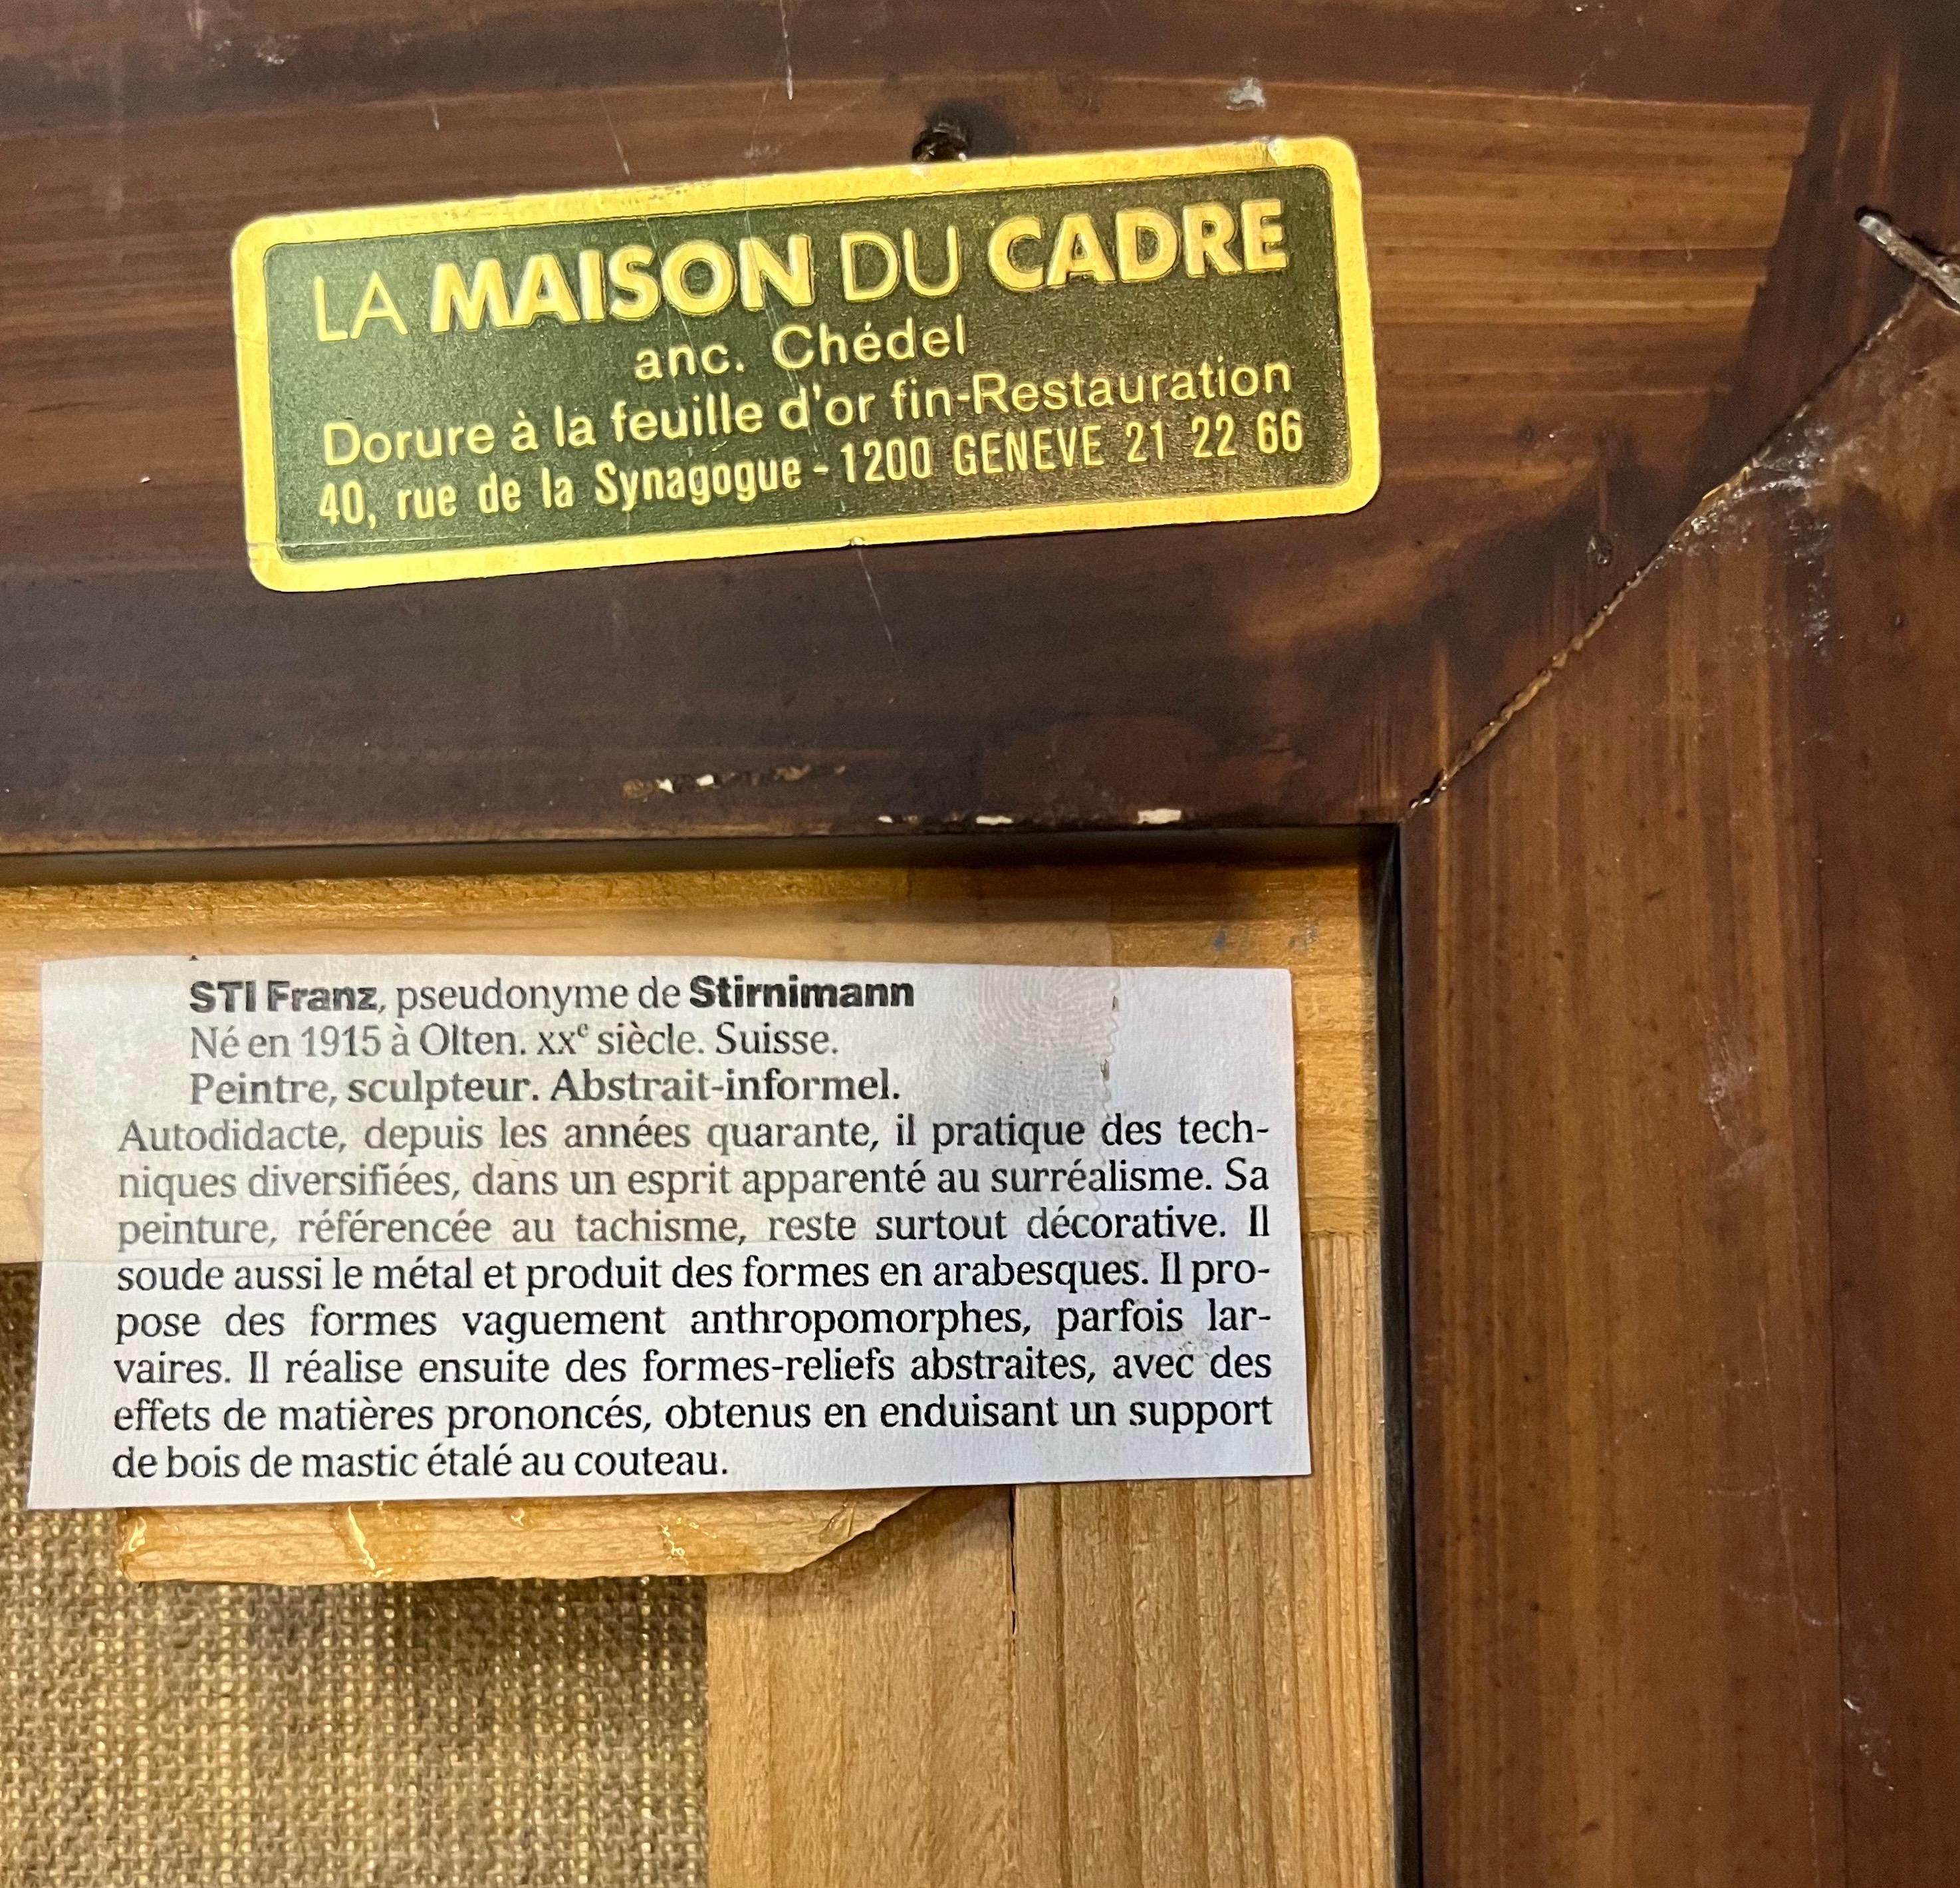 LA MAISON DU CADRE
anc. Chédel
Dorure à la feuille d'or fin-Restauration
40, rue de la Synagogue - 1200 GENEVE 21 22 66
STI Franz, pseudonyme de Stirnimann
Né en 1915 à Olten. XXe siècle. Suisse.
Peintre, sculpteur. Abstrait-informel.
Autodidacte, depuis les années quarante, il pratique des tech-
niques diversifiées, dans un esprit apparenté au surréalisme. Sa
peinture, référencée au tachisme, reste surtout décorative. Il
soude aussi le métal et produit des formes en arabesques. Il pro-
pose des formes vaguement anthropomorphes, parfois lar-
vaires. Il réalise ensuite des formes-reliefs abstraites, avec des
effets de matières prononcés, obtenus en enduisant un support
de bois de mastic étalé au couteau.